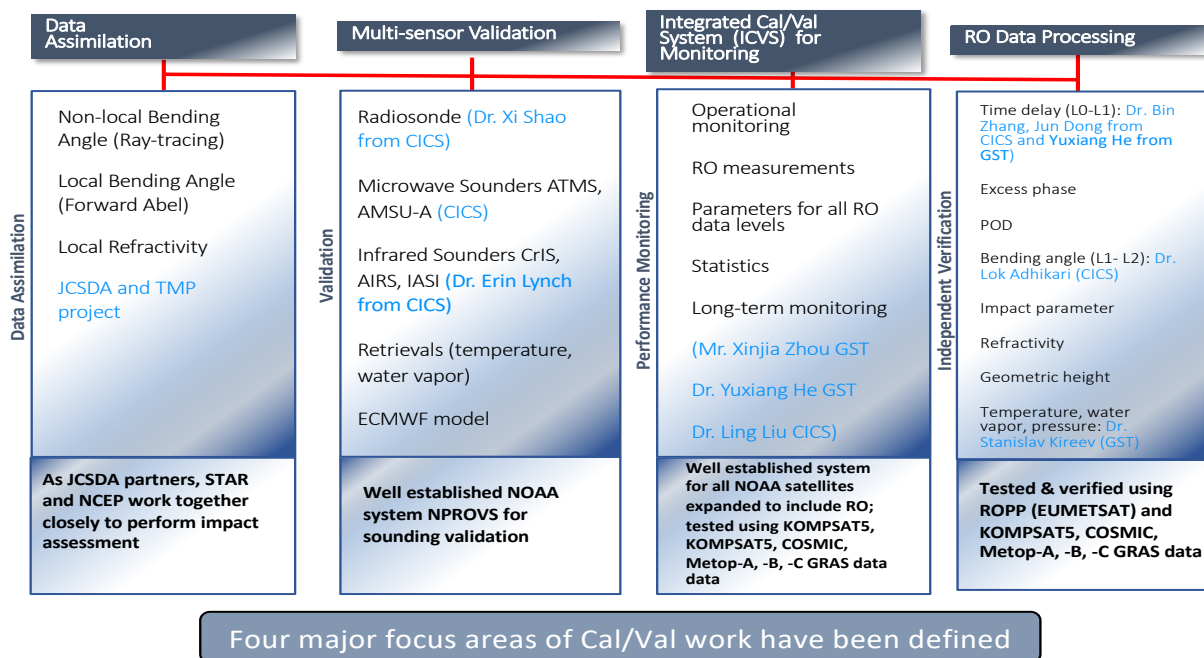 Data
Assimilation
Multi-sensor Validation
Integrated Cal/Val
System (ICVS) for
Monitoring
RO Data Processing
Data Assimilation
Non-local Bending
Angle (Ray-tracing)
Local Bending Angle
(Forward Abel)
Local Refractivity
JCSDA and TMP
project
As JCSDA partners, STAR
and NCEP work together
closely to perform impact
assessment
Validation
Radiosonde (Dr. Xi Shao
from CICS)
Microwave Sounders ATMS,
AMSU-A (CICS)
Infrared Sounders CrIS,
AIRS, IASI (Dr. Erin Lynch
from CICS)
Retrievals (temperature,
water vapor)
ECMWF model
Well established NOAA
system NPROVS for
sounding validation
Performance Monitoring
Operational
monitoring
RO measurements
Parameters for all RO
data levels
Statistics
Long-term monitoring
(Mr. Xinjia Zhou GST
Dr. Yuxiang He GST
Dr. Ling Liu CICS)
Well established system
for all NOAA satellites
expanded to include RO;
tested using KOMPSAT5,
KOMPSAT5, COSMIC,
Metop-A, -B, -C GRAS data
data
Independent Verification
Time delay (L0-L1): Dr. Bin
Zhang, Jun Dong from
CICS and Yuxiang He from
GST)
Excess phase
POD
Bending angle (L1- L2): Dr.
Lok Adhikari (CICS)
Impact parameter
Refractivity
Geometric height
Temperature, water
vapor, pressure: Dr.
Stanislav Kireev (GST)
Tested & verified using
ROPP (EUMETSAT) and
KOMPSAT5, COSMIC,
Metop-A, -B, -C GRAS data
Four major focus areas of Cal/Val work have been defined